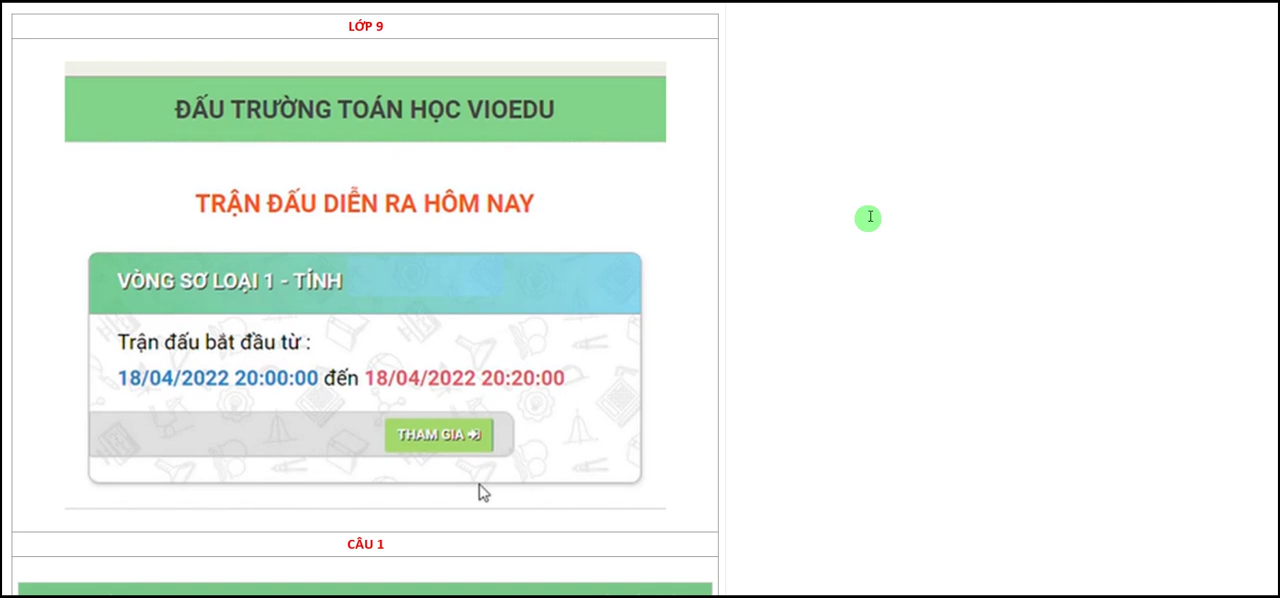 LỚP 9
ĐẤU TRƯỜNG TOÁN HỌC VIOEDU
TRẬN ĐẤU DIỄN RA HÔM NAY
VÒNG SƠ LOẠI 1 - TỈNH
Trận đấu bắt đầu từ :
18/04/2022 20:00:00 đến 18/04/2022 20:20:00
THAM GIA
CÂU 1